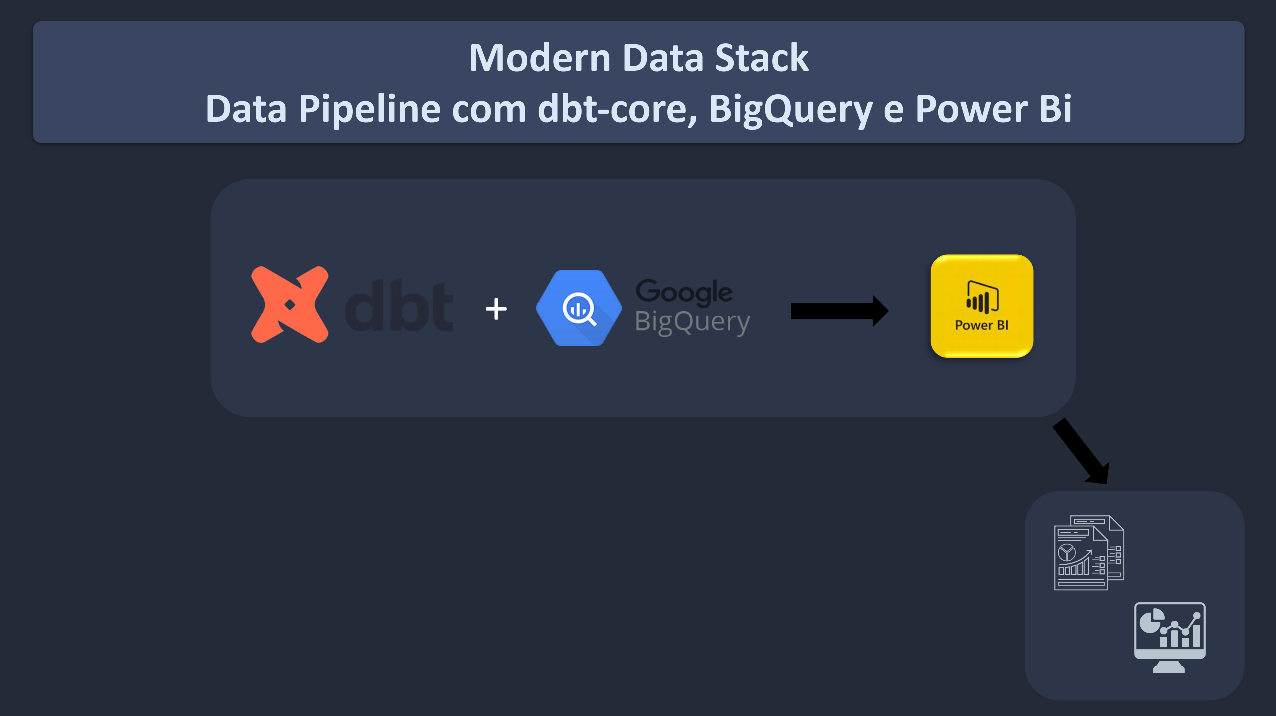 Modern Data Stack
Data Pipeline com dbt-core, BigQuery e Power Bi
dbt
+
Google
BigQuery
Power BI